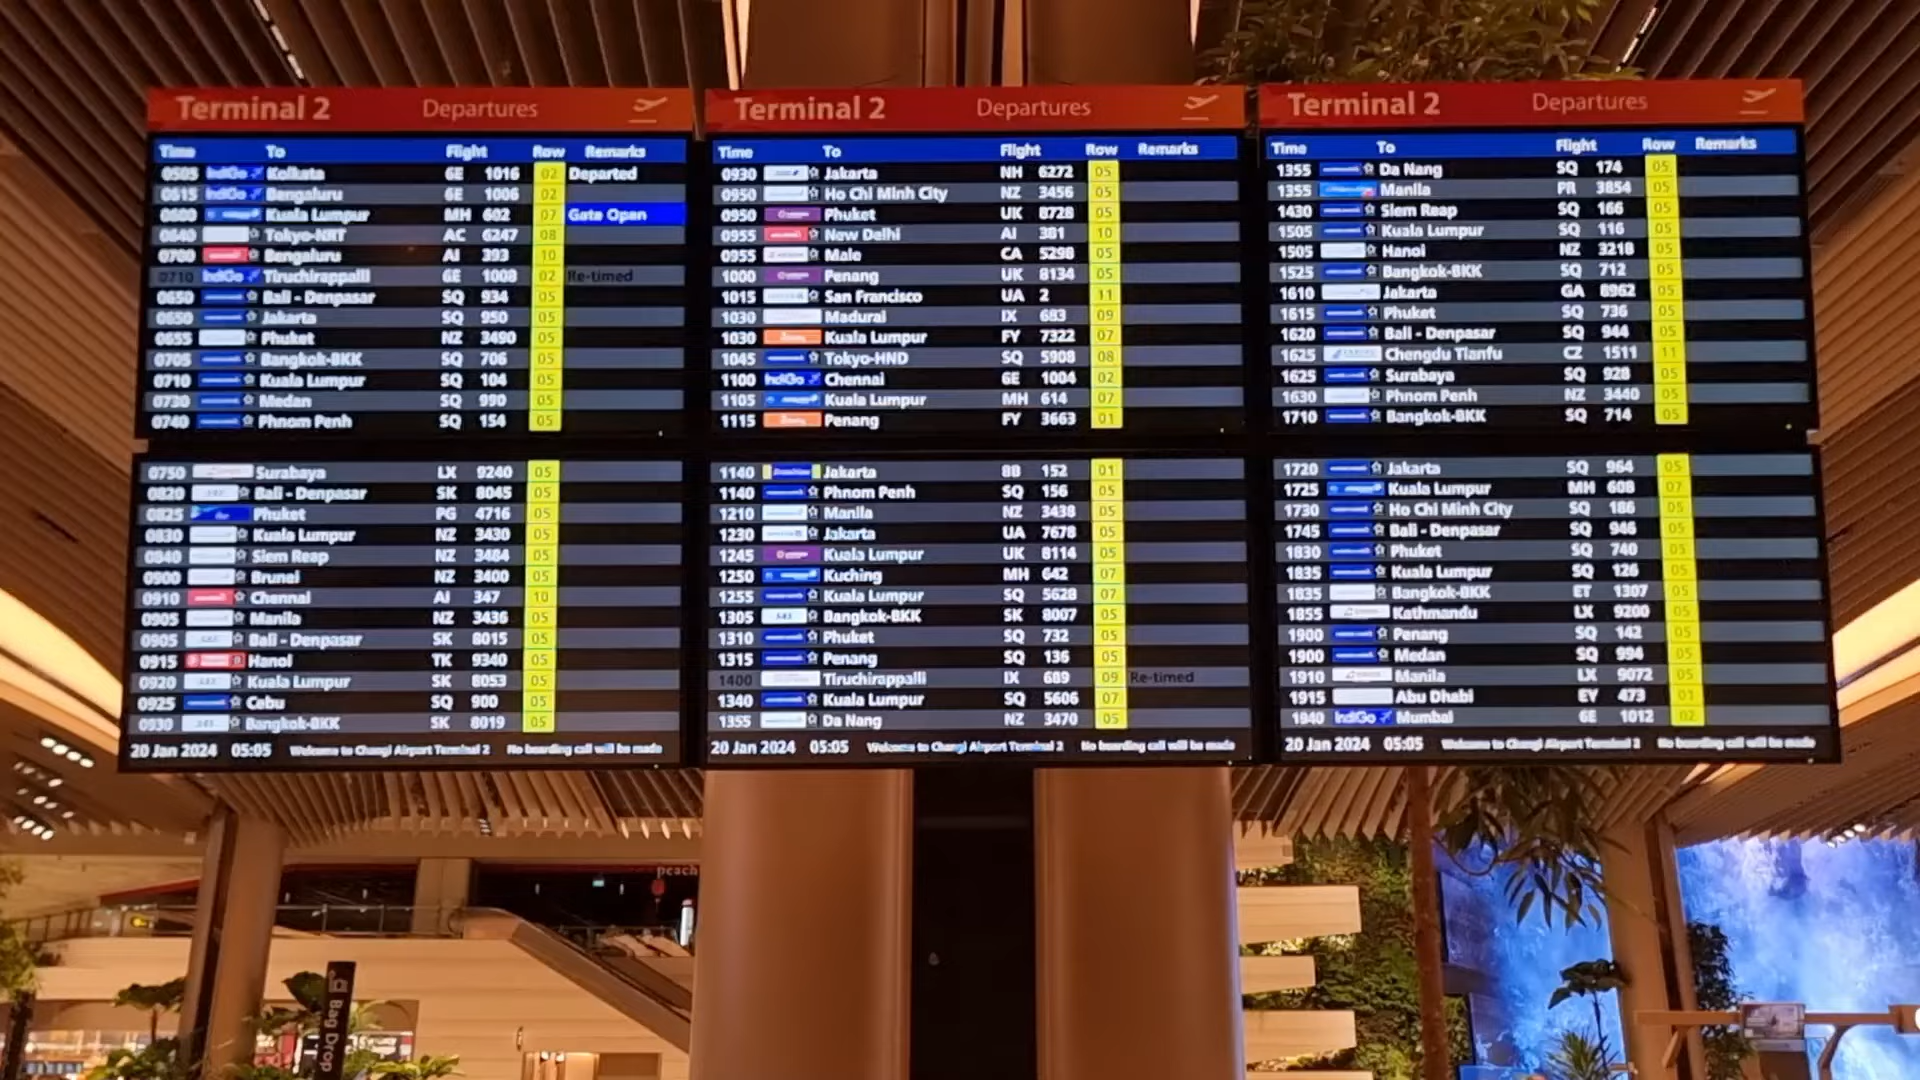 Terminal 2 Departures
Time To Flight Row Remarks
0505 IndiGo Kolkata 6E 1016 02 Departed
0515 IndiGo Bengaluru 6E 1006 02
0600 Kuala Lumpur MH 602 07 Gate Open
0640 Tokyo-NRT AC 6247 08
0700 Bengaluru AI 393 10
0710 IndiGo Tiruchirappalli 6E 1008 02 Re-timed
0650 Bali - Denpasar SQ 934 05
0650 Jakarta SQ 950 05
0655 Phuket NZ 3490 05
0705 Bangkok-BKK SQ 706 05
0710 Kuala Lumpur SQ 104 05
0730 Medan SQ 990 05
0740 Phnom Penh SQ 154 05
0750 Surabaya LX 9240 05
0820 Bali - Denpasar SK 8045 05
0825 Phuket PG 4716 05
0830 Kuala Lumpur NZ 3430 05
0840 Siem Reap NZ 3484 05
0900 Brunei NZ 3400 05
0910 Chennai AI 347 10
0905 Manila NZ 3436 05
0905 Bali - Denpasar SK 8015 05
0915 Hanoi TK 9340 05
0920 Kuala Lumpur SK 8053 05
0925 Cebu SQ 900 05
0930 Bangkok-BKK SK 8019 05
20 Jan 2024 05:05 Welcome to Changi Airport Terminal 2 No boarding call will be made
Terminal 2 Departures
Time To Flight Row Remarks
0930 Jakarta NH 6272 05
0950 Ho Chi Minh City NZ 3456 05
0950 Phuket UK 8728 05
0955 New Delhi AI 381 10
0955 Male CA 5298 05
1000 Penang UK 8134 05
1015 San Francisco UA 2 11
1030 Madurai IX 683 09
1030 Kuala Lumpur FY 7322 07
1045 Tokyo-HND SQ 5908 08
1100 IndiGo Chennai 6E 1004 02
1105 Kuala Lumpur MH 614 07
1115 Penang FY 3663 01
1140 Jakarta 152 01
1140 Phnom Penh SQ 156 05
1210 Manila NZ 3438 05
1230 Jakarta UA 7678 05
1245 Kuala Lumpur UK 8114 05
1250 Kuching MH 642 07
1255 Kuala Lumpur SQ 5628 07
1305 Bangkok-BKK SK 8007 05
1310 Phuket SQ 732 05
1315 Penang SQ 136 05
1400 Tiruchirappalli IX 689 09 Re-timed
1340 Kuala Lumpur SQ 5606 07
1355 Da Nang NZ 3470 05
20 Jan 2024 05:05 Welcome to Changi Airport Terminal 2 No boarding call will be made
Terminal 2 Departures
Time To Flight Row Remarks
1355 Da Nang SQ 174 05
1355 Manila PR 3854 05
1430 Siem Reap SQ 166 05
1505 Kuala Lumpur SQ 116 05
1505 Hanoi NZ 3218 05
1525 Bangkok-BKK SQ 712 05
1610 Jakarta GA 8962 05
1615 Phuket SQ 736 05
1620 Bali - Denpasar SQ 944 05
1625 Chengdu Tianfu CZ 1511 11
1625 Surabaya SQ 928 05
1630 Phnom Penh NZ 3440 05
1710 Bangkok-BKK SQ 714 05
1720 Jakarta SQ 964 05
1725 Kuala Lumpur MH 608 07
1730 Ho Chi Minh City SQ 186 05
1745 Bali - Denpasar SQ 946 05
1830 Phuket SQ 740 05
1835 Kuala Lumpur SQ 126 05
1835 Bangkok-BKK ET 1307 05
1855 Kathmandu LX 9200 05
1900 Penang SQ 142 05
1900 Medan SQ 994 05
1910 Manila LX 9072 05
1915 Abu Dhabi EY 473 01
1940 IndiGo Mumbai 6E 1012 02
20 Jan 2024 05:05 Welcome to Changi Airport Terminal 2 No boarding call will be made
peach
Bag Drop